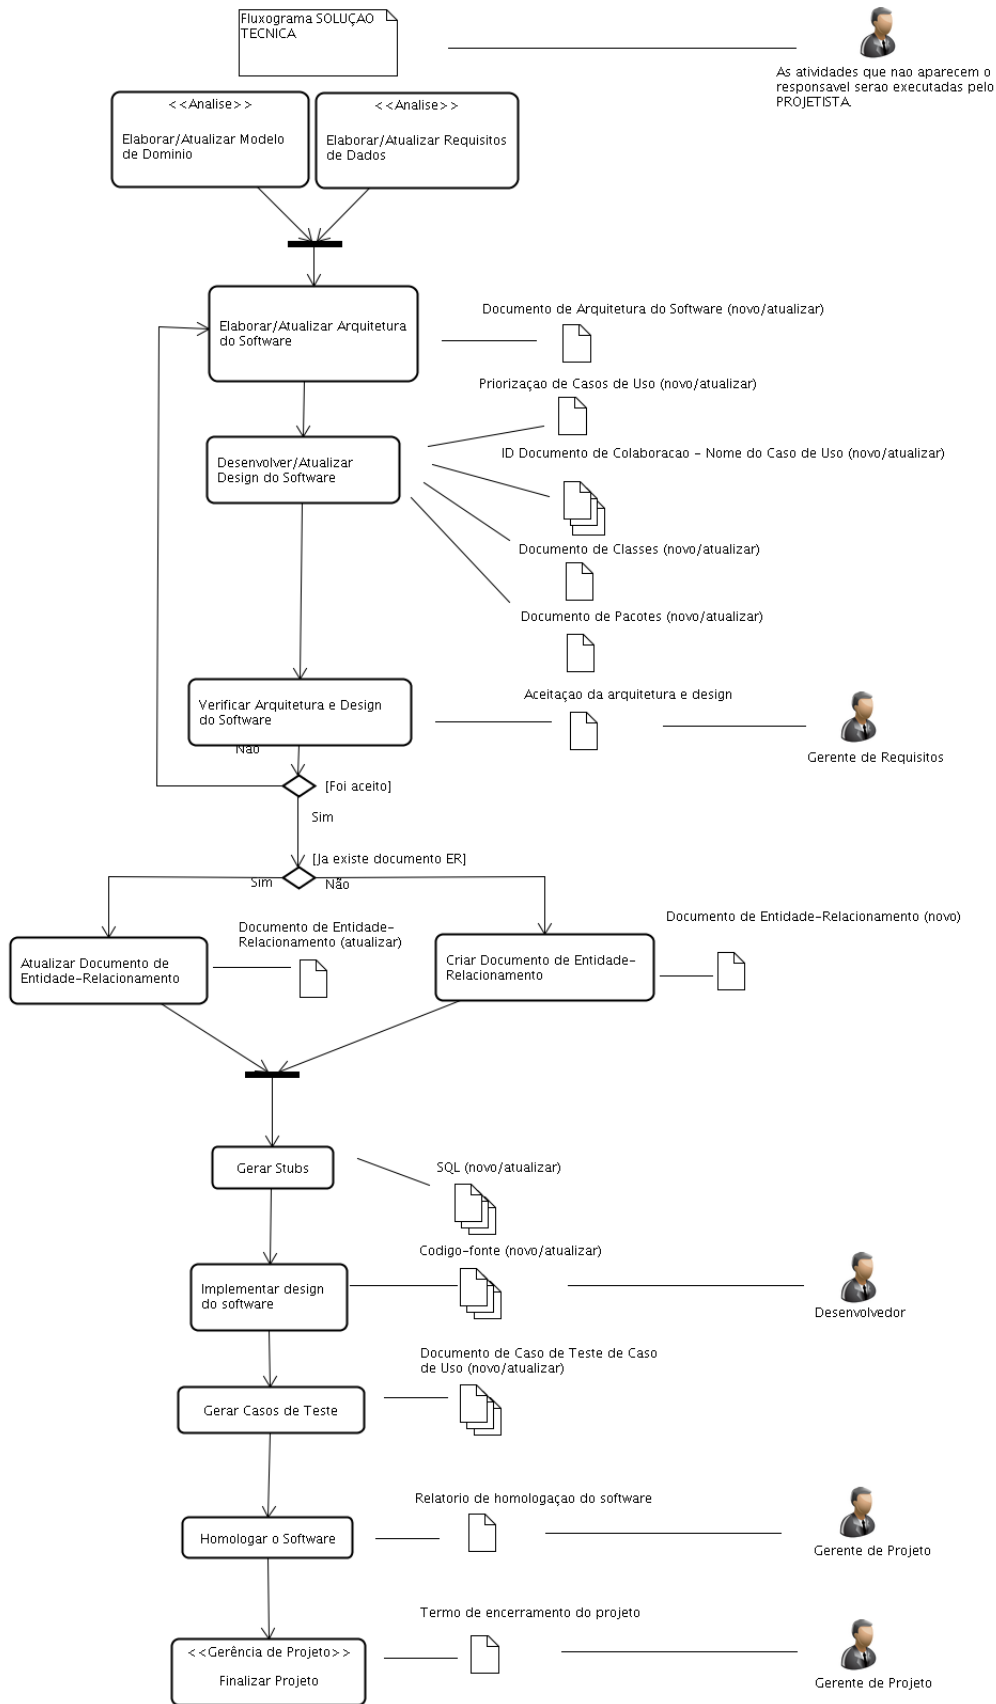 Fluxograma SOLUÇAO
TECNICA
As atividades que nao aparecem o
responsavel serao executadas pelo
PROJETISTA.
<<Analise>>
Elaborar/Atualizar Modelo
de Dominio
<<Analise>>
Elaborar/Atualizar Requisitos
de Dados
Elaborar/Atualizar Arquitetura
do Software
Documento de Arquitetura do Software (novo/atualizar)
Priorizaçao de Casos de Uso (novo/atualizar)
Desenvolver/Atualizar
Design do Software
ID Documento de Colaboracao - Nome do Caso de Uso (novo/atualizar)
Documento de Classes (novo/atualizar)
Documento de Pacotes (novo/atualizar)
Verificar Arquitetura e Design
do Software
Aceitaçao da arquitetura e design
Gerente de Requisitos
Não
[Foi aceito]
Sim
[Ja existe documento ER]
Sim
Não
Atualizar Documento de
Entidade-Relacionamento
Documento de Entidade-
Relacionamento (atualizar)
Criar Documento de Entidade-
Relacionamento
Documento de Entidade-Relacionamento (novo)
Gerar Stubs
SQL (novo/atualizar)
Codigo-fonte (novo/atualizar)
Implementar design
do software
Desenvolvedor
Documento de Caso de Teste de Caso
de Uso (novo/atualizar)
Gerar Casos de Teste
Relatorio de homologaçao do software
Homologar o Software
Gerente de Projeto
Termo de encerramento do projeto
<<Gerência de Projeto>>
Finalizar Projeto
Gerente de Projeto